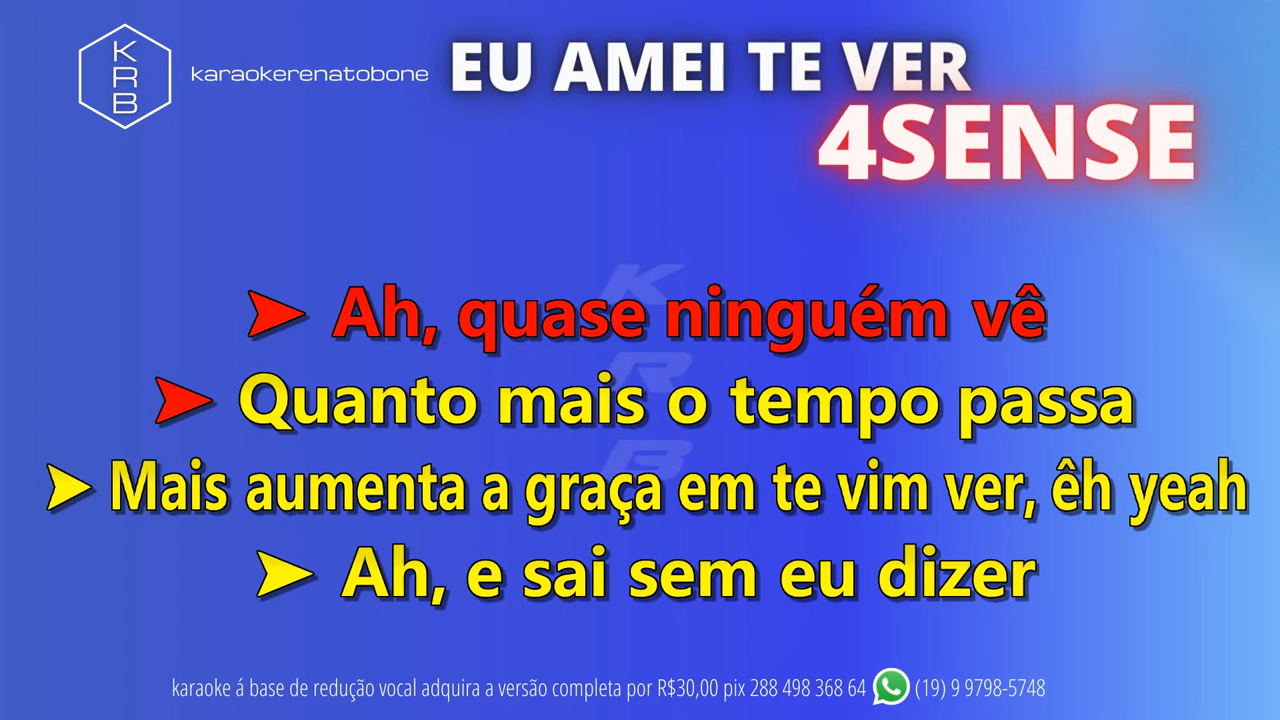 KRB
karaokerenatobone
EU AMEI TE VER
4SENSE
➤ Ah, quase ninguém vê
➤ Quanto mais o tempo passa
➤ Mais aumenta a graça em te vim ver, êh yeah
➤ Ah, e sai sem eu dizer
KRB
karaoke á base de redução vocal adquira a versão completa por R$30,00 pix 288 498 368 64 (19) 9 9798-5748